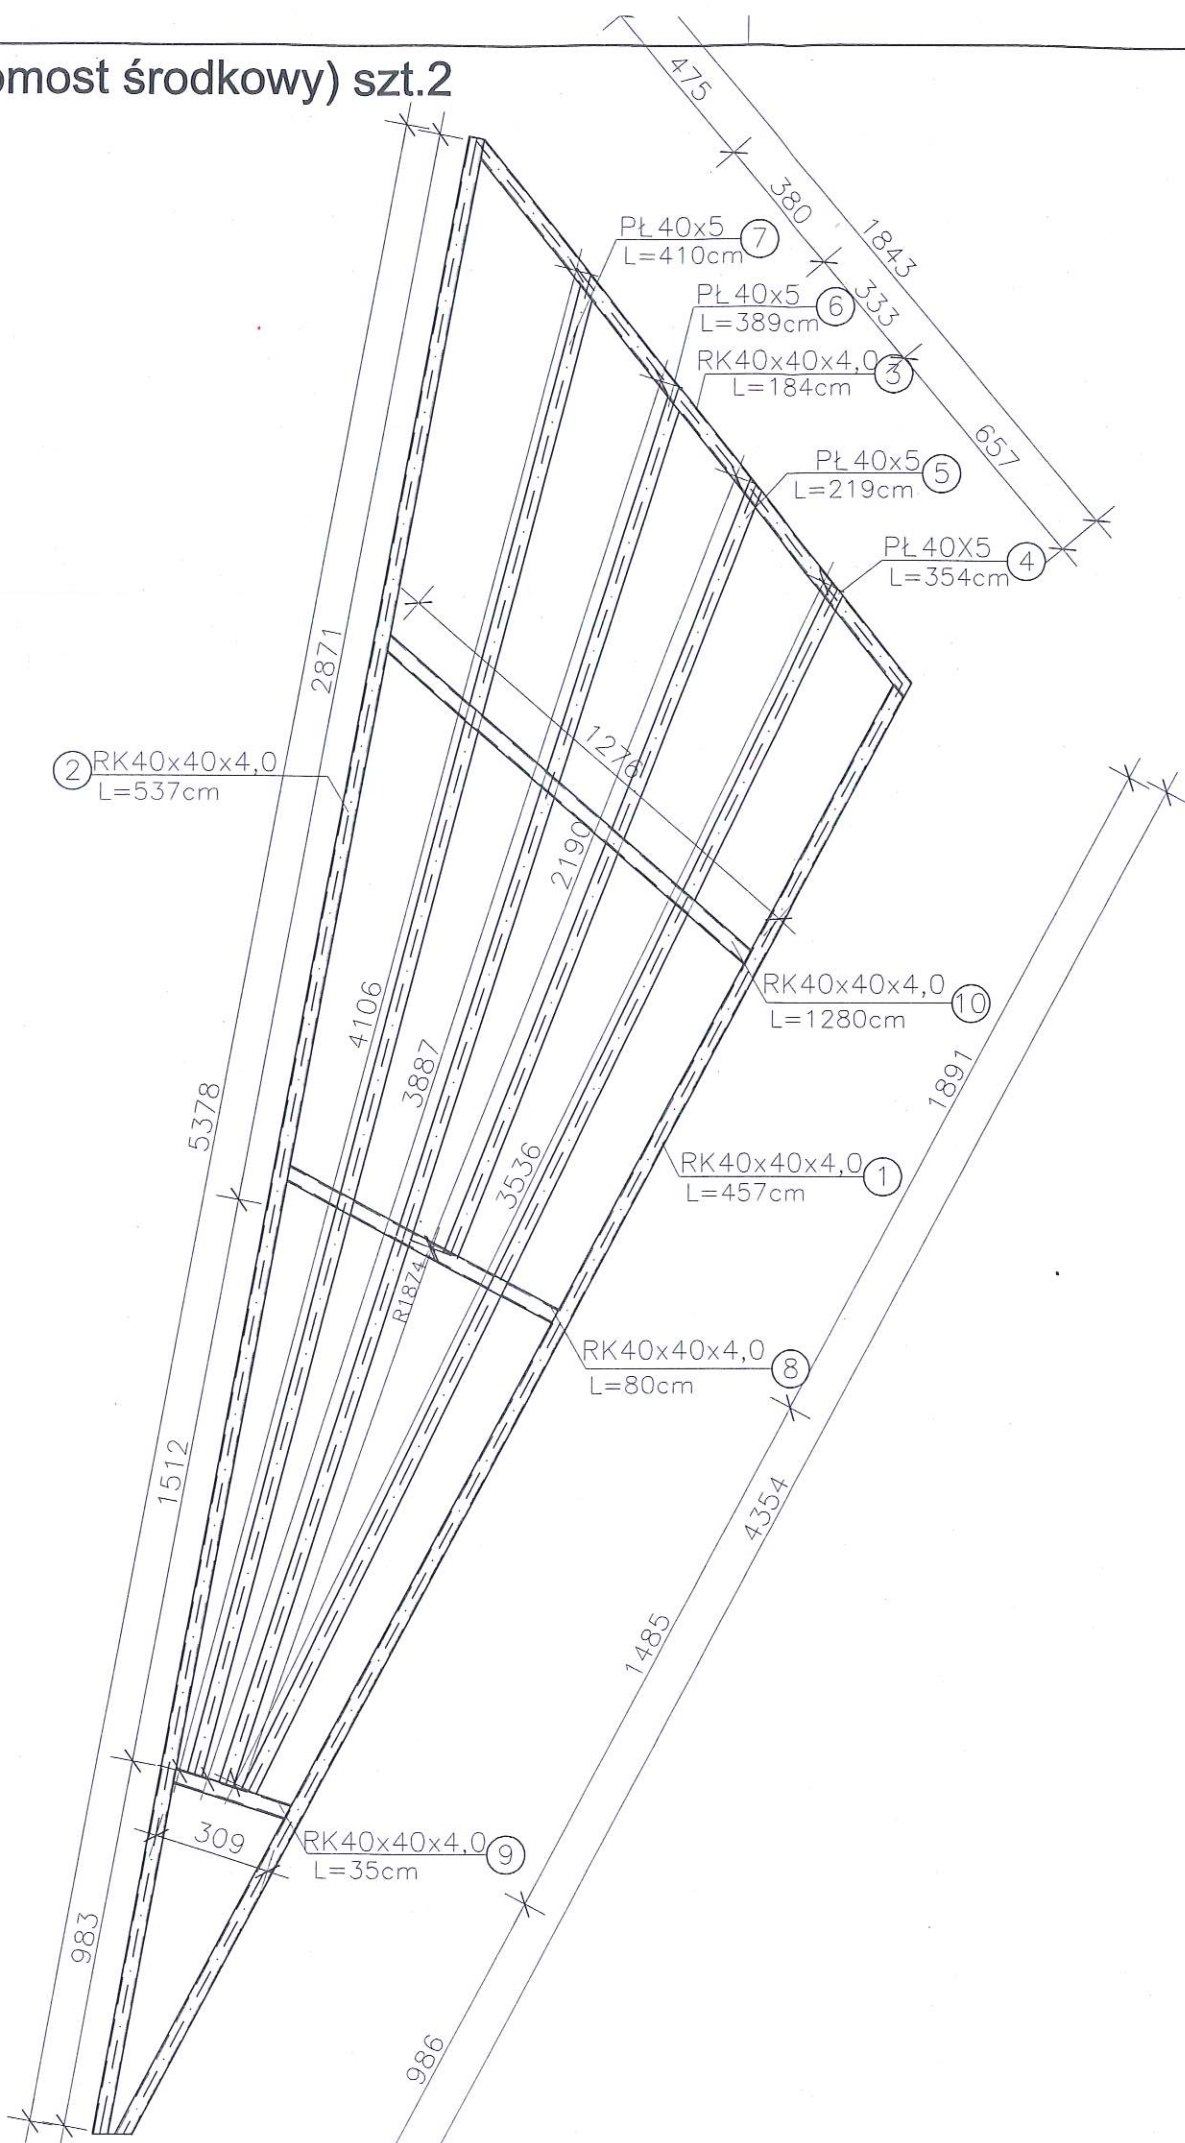 omost środkowy) szt.2
475
380
333
657
1843
PŁ 40x5
L=410cm
7
PŁ 40x5
L=389cm
6
RK40x40x4,0
L=184cm
3
PŁ 40x5
L=219cm
5
PŁ 40X5
L=354cm
4
2871
2
RK40x40x4,0
L=537cm
1276
2190
RK40x40x4,0
L=1280cm
10
4106
3887
3536
5378
1891
RK40x40x4,0
L=457cm
1
R1874
RK40x40x4,0
L=80cm
8
1512
4354
1485
309
RK40x40x4,0
L=35cm
9
983
986